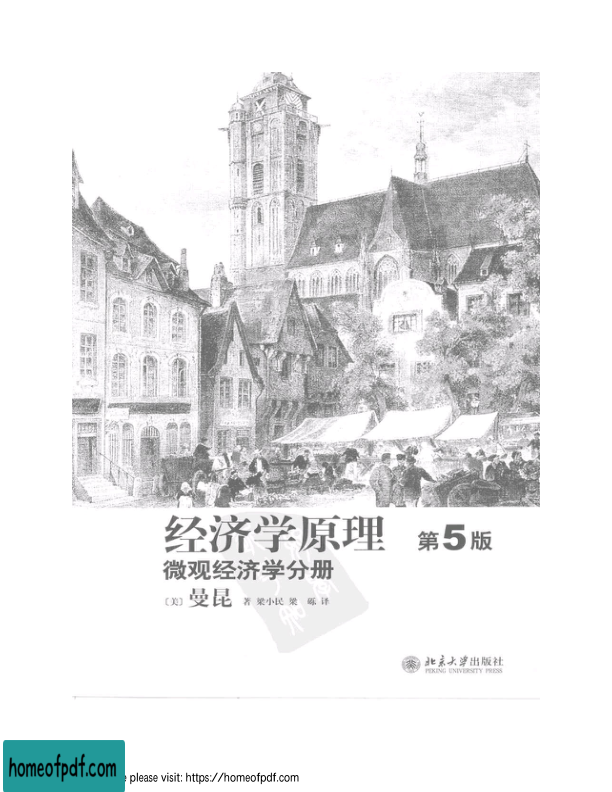 经济学原理 第5版
微观经济学分册
〔美〕曼昆 著 梁小民 梁 砾 译
北京大学出版社
PEKING UNIVERSITY PRESS
homeofpdf.com
e please visit: https://homeofpdf.com